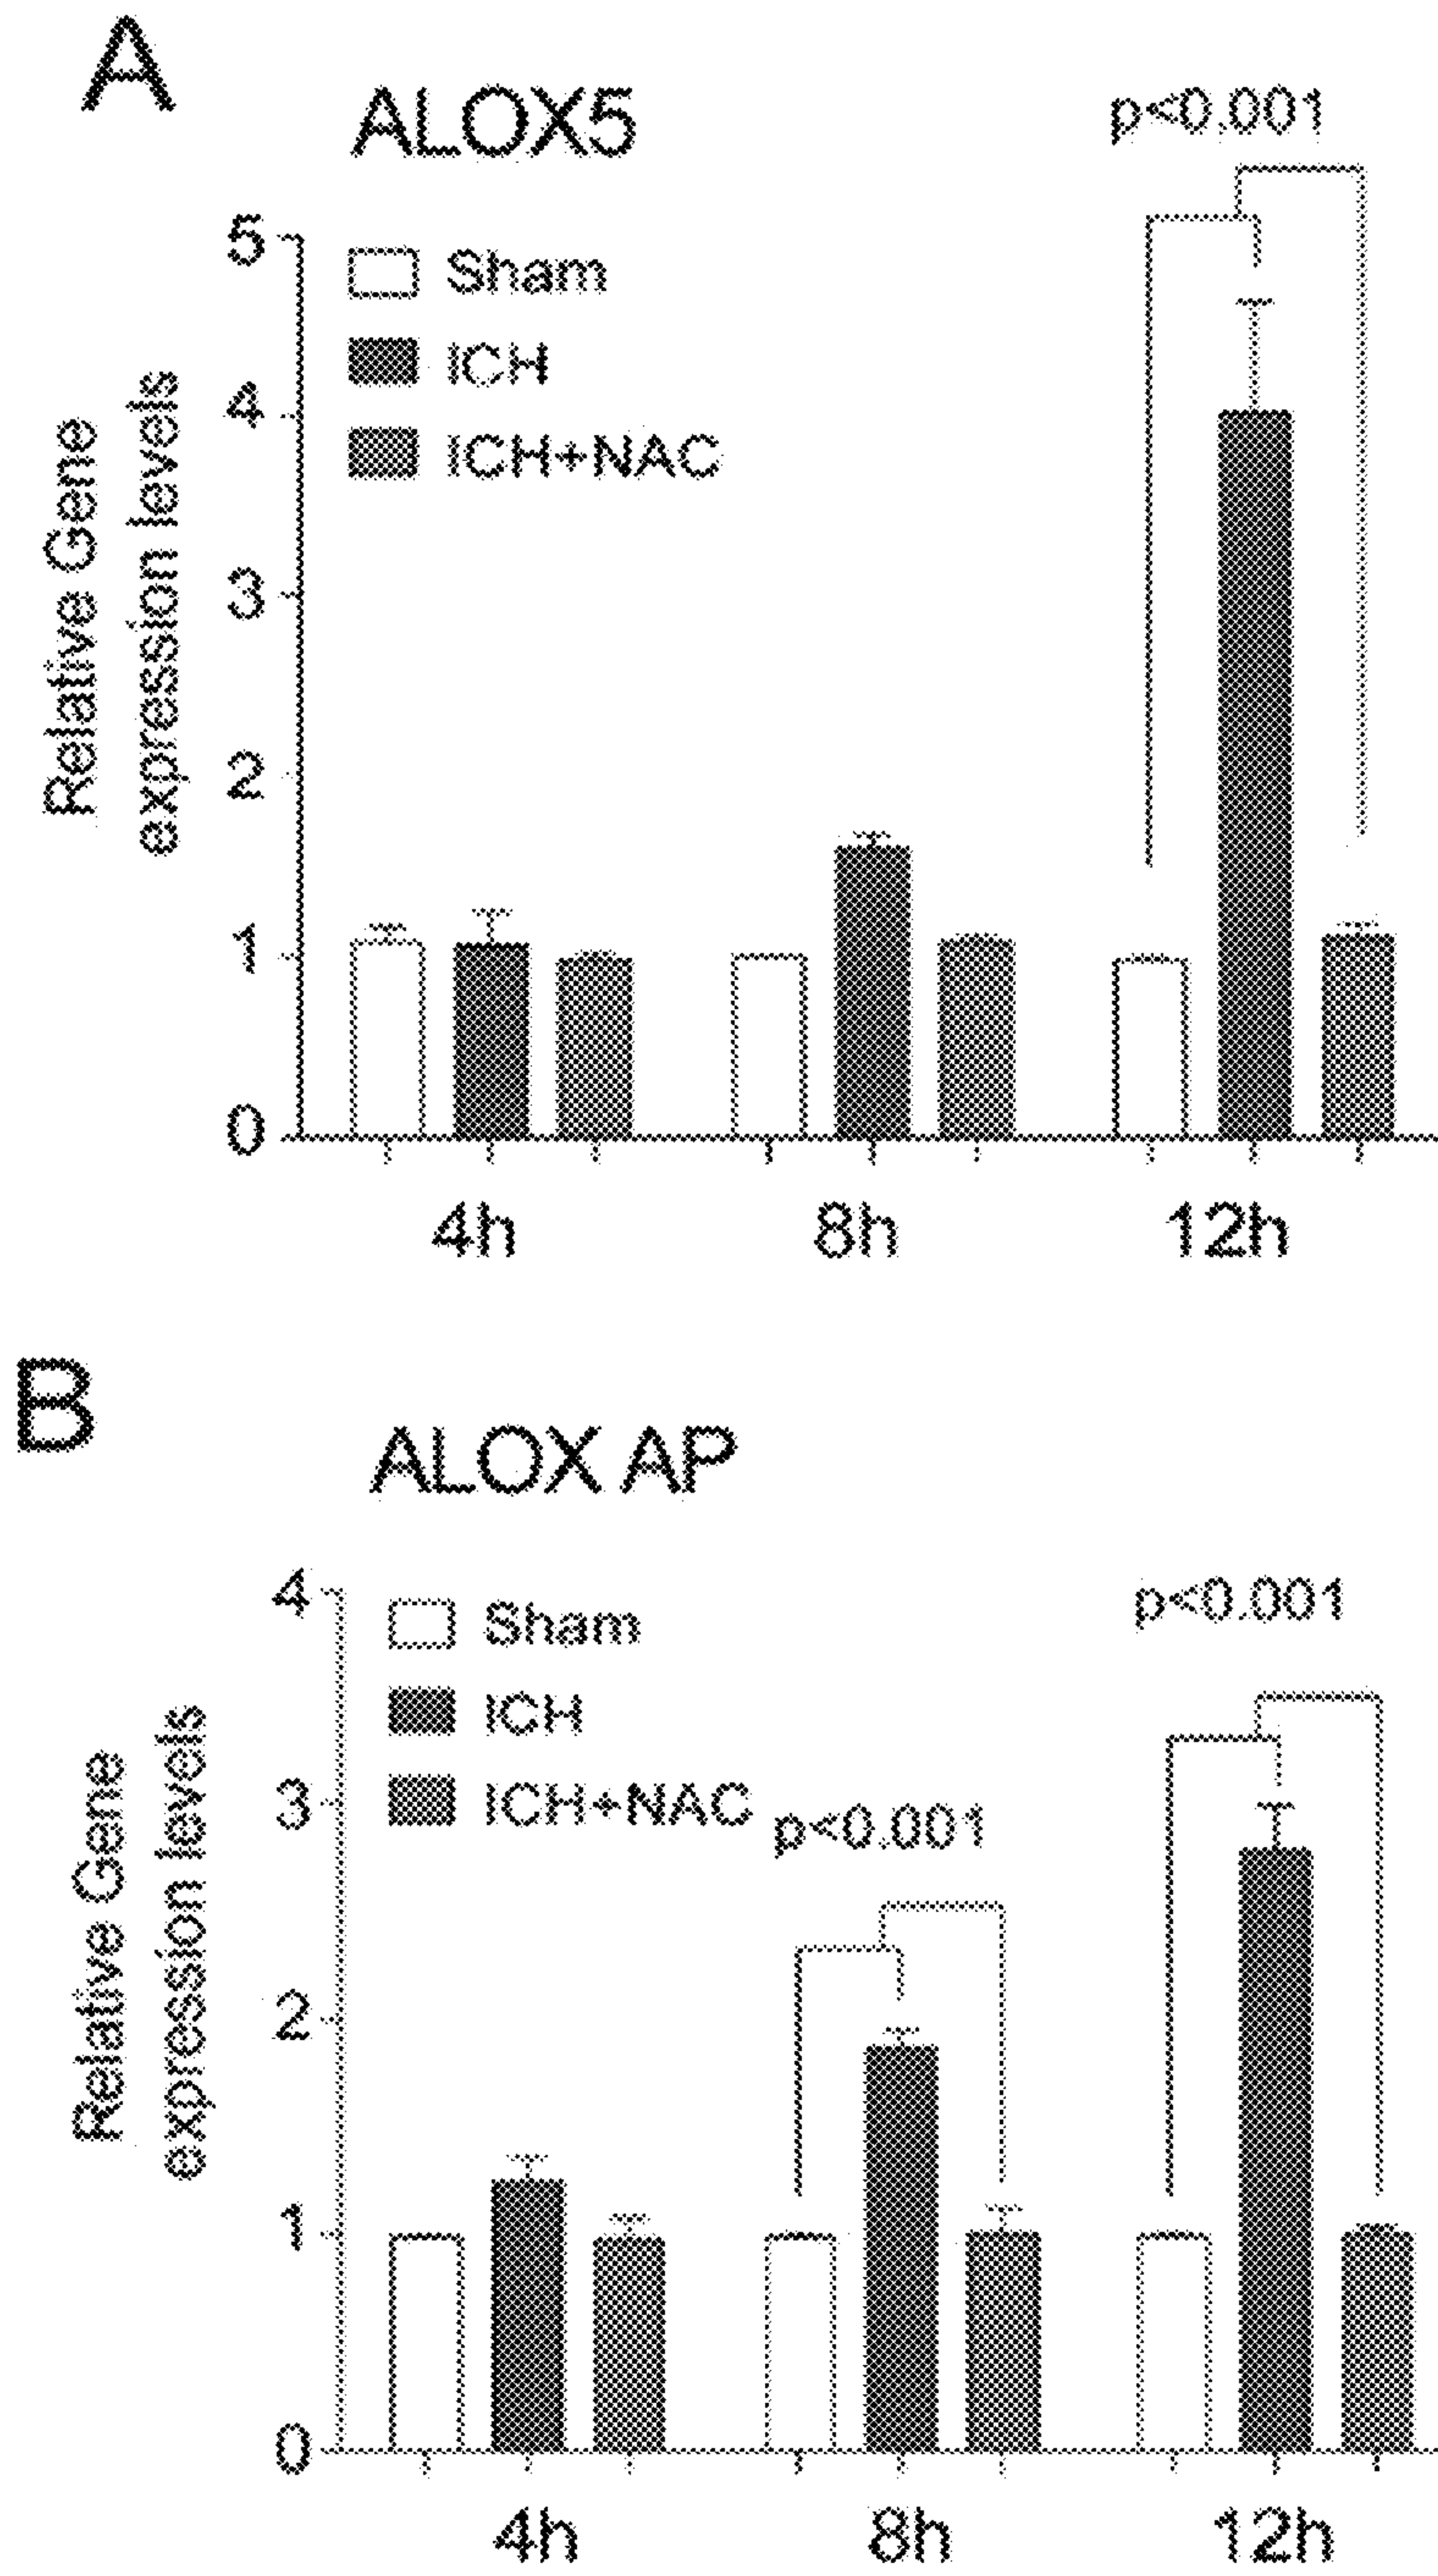 A
ALOX5
p<0.001
Sham
ICH
ICH+NAC
Relative Gene
expression levels
5
4
3
2
1
0
4h
8h
12h
B
ALOX AP
p<0.001
Sham
ICH
ICH+NAC
p<0.001
Relative Gene
expression levels
4
3
2
1
0
4h
8h
12h